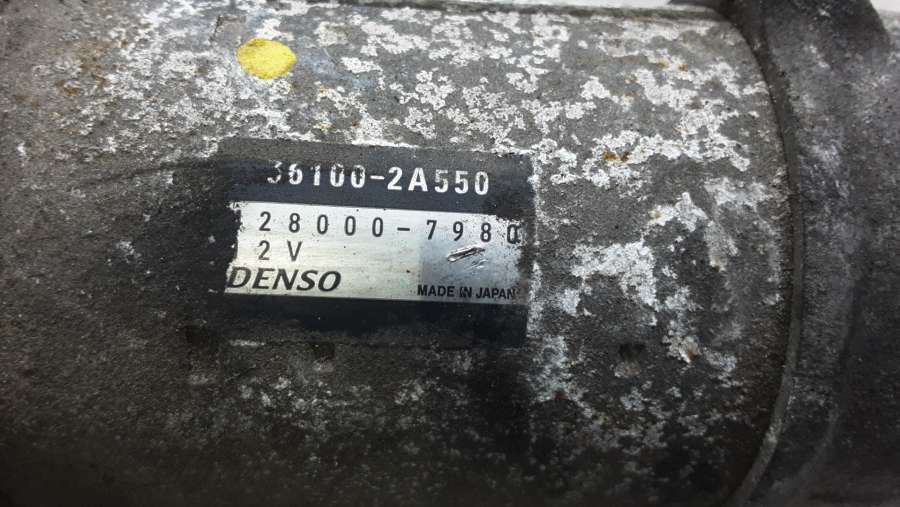 36100-2A550
28000-7980
2V
DENSO
MADE IN JAPAN